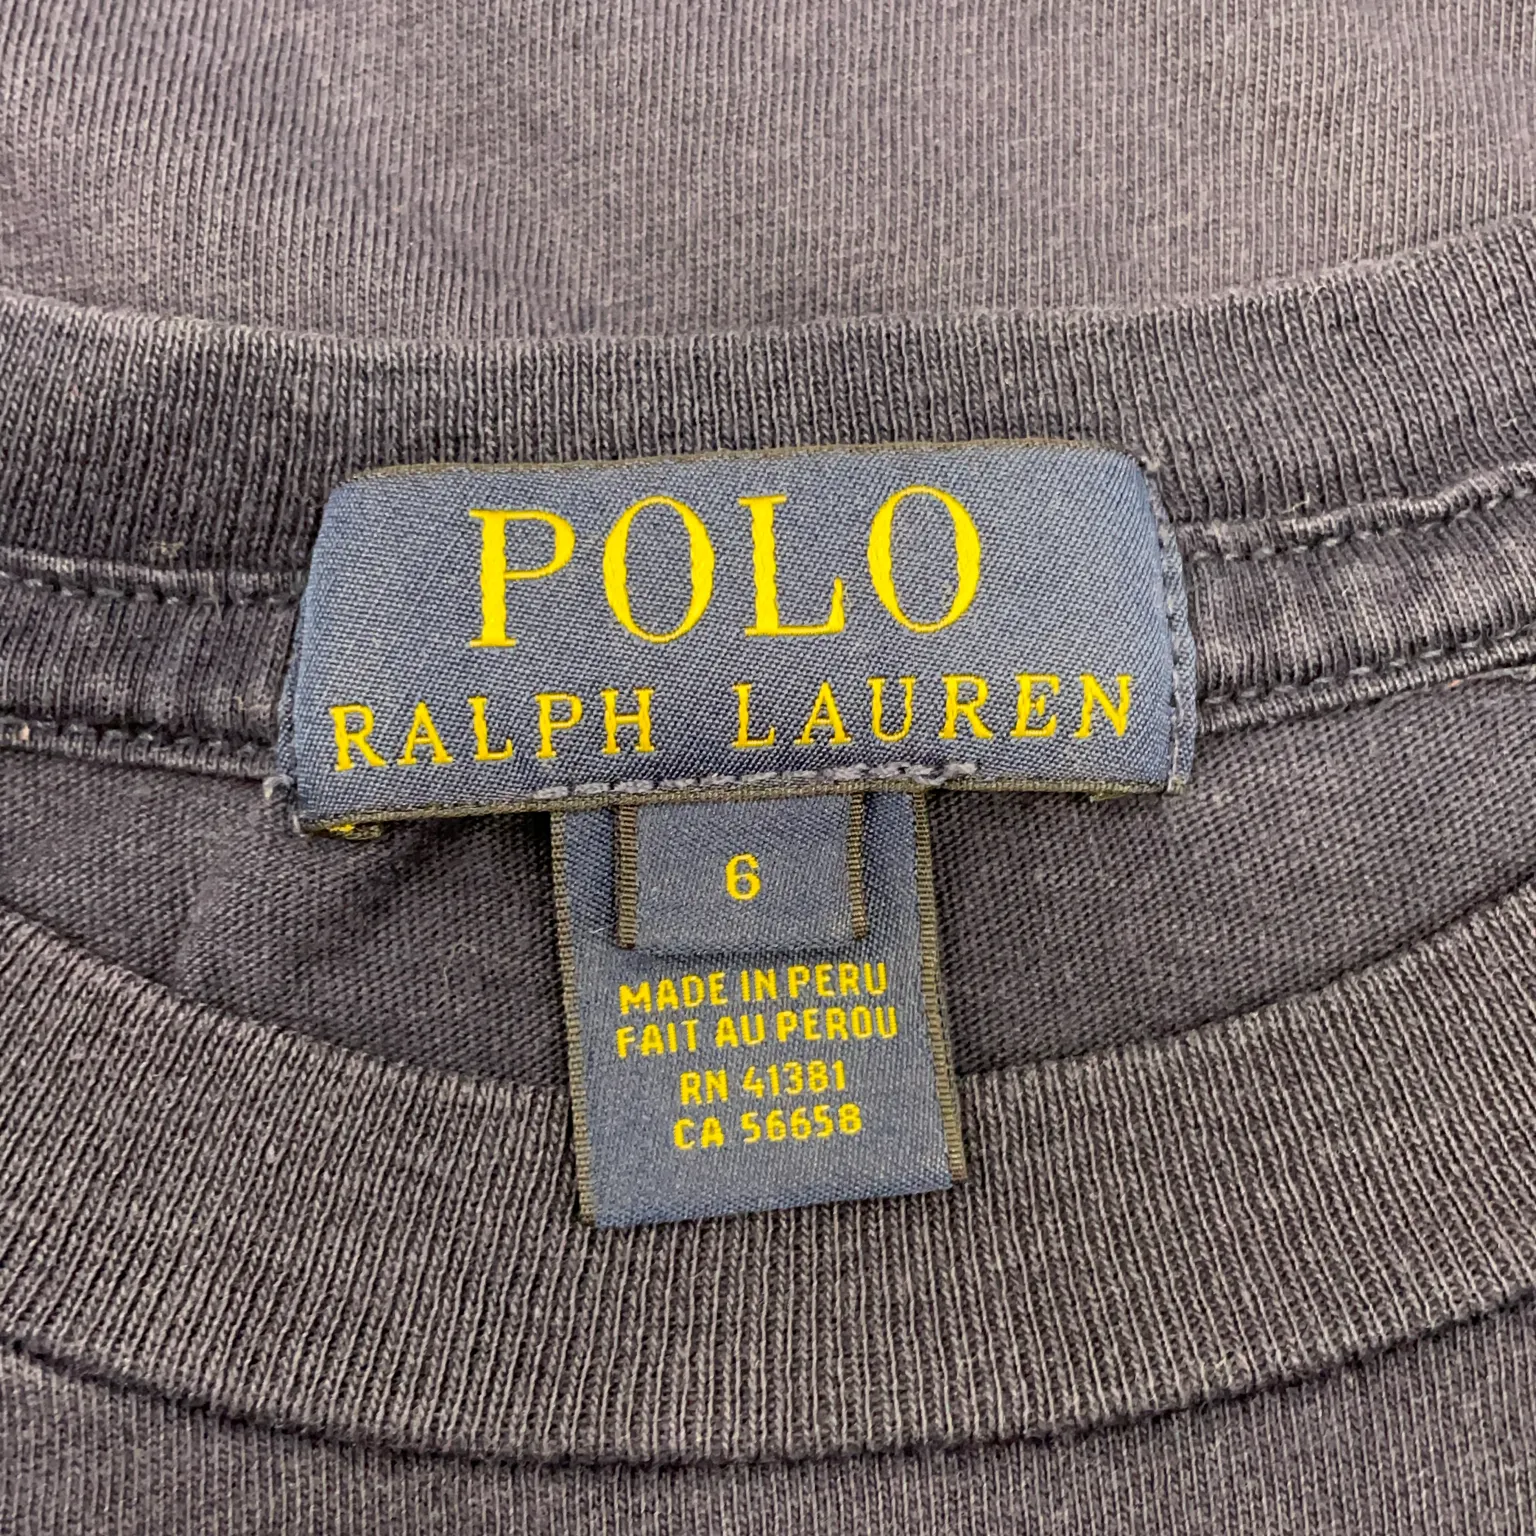 POLO
RALPH LAUREN
6
MADE IN PERU
FAIT AU PEROU
RN 41381
CA 56658